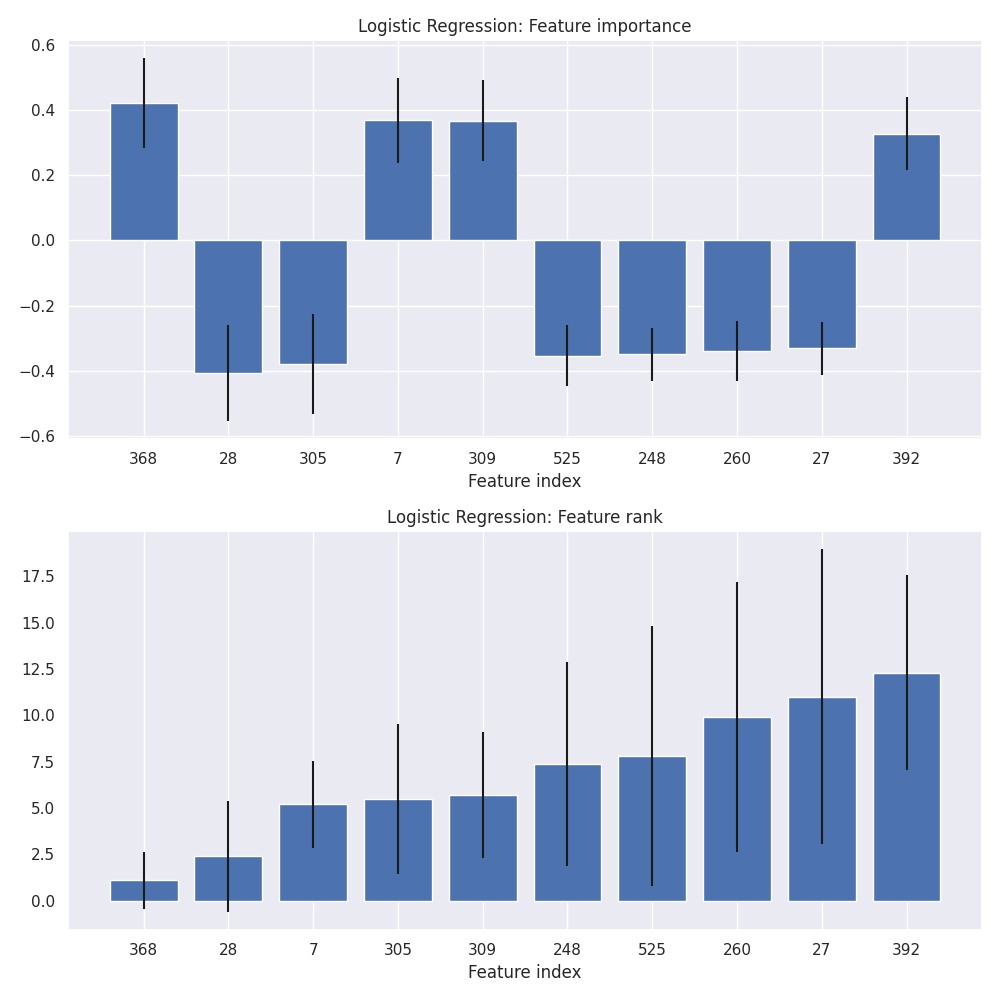 Logistic Regression: Feature importance
0.6
0.4
0.2
0.0
−0.2
−0.4
−0.6
368 28 305 7 309 525 248 260 27 392
Feature index
Logistic Regression: Feature rank
17.5
15.0
12.5
10.0
7.5
5.0
2.5
0.0
368 28 7 305 309 248 525 260 27 392
Feature index